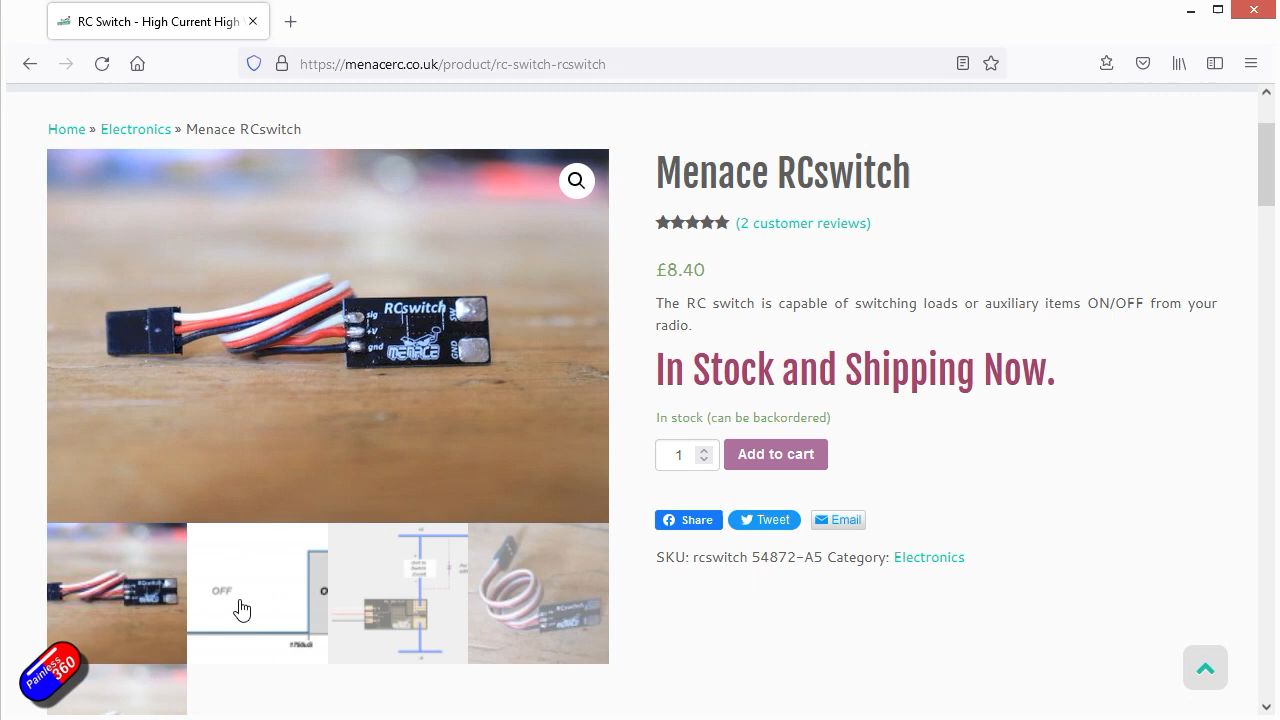 RC Switch - High Current High
https://menacerc.co.uk/product/rc-switch-rcswitch
Home » Electronics » Menace RCswitch
RCswitch
sig
+V
gnd
SW
GND
MENACE
Menace RCswitch
(2 customer reviews)
£8.40
The RC switch is capable of switching loads or auxiliary items ON/OFF from your
radio.
In Stock and Shipping Now.
In stock (can be backordered)
1
Add to cart
Share
Tweet
Email
SKU: rcswitch 54872-A5 Category: Electronics
OFF
1750uS
Painless
360